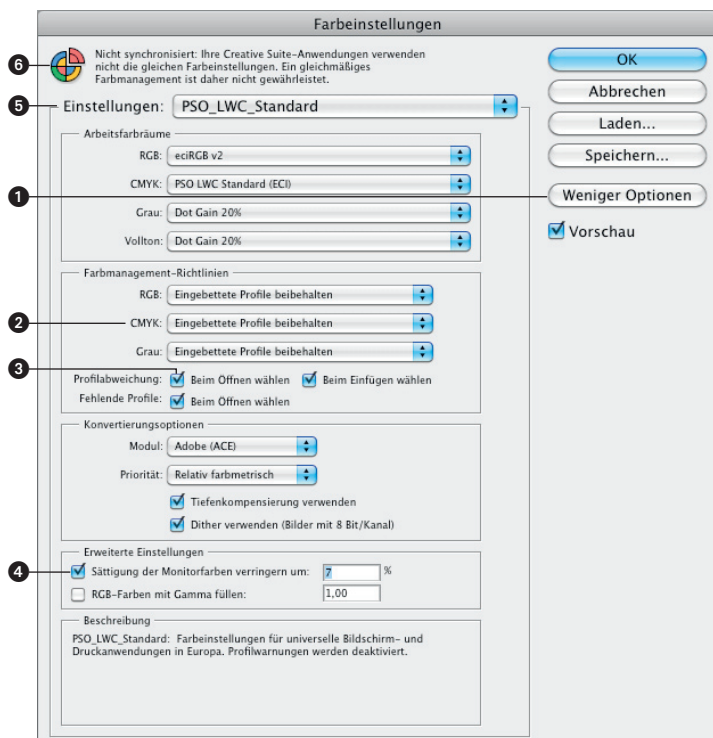 Farbeinstellungen
6
Nicht synchronisiert: Ihre Creative Suite-Anwendungen verwenden
nicht die gleichen Farbeinstellungen. Ein gleichmäßiges
Farbmanagement ist daher nicht gewährleistet.
OK
Abbrechen
Laden...
Speichern...
1
Weniger Optionen
Vorschau
5
Einstellungen: PSO_LWC_Standard
Arbeitsfarbräume
RGB: eciRGB v2
CMYK: PSO LWC Standard (ECI)
Grau: Dot Gain 20%
Vollton: Dot Gain 20%
Farbmanagement-Richtlinien
RGB: Eingebettete Profile beibehalten
2
CMYK: Eingebettete Profile beibehalten
Grau: Eingebettete Profile beibehalten
3
Profilabweichung: Beim Öffnen wählen Beim Einfügen wählen
Fehlende Profile: Beim Öffnen wählen
Konvertierungsoptionen
Modul: Adobe (ACE)
Priorität: Relativ farbmetrisch
Tiefenkompensierung verwenden
Dither verwenden (Bilder mit 8 Bit/Kanal)
Erweiterte Einstellungen
4
Sättigung der Monitorfarben verringern um: 7 %
RGB-Farben mit Gamma füllen: 1,00
Beschreibung
PSO_LWC_Standard: Farbeinstellungen für universelle Bildschirm- und
Druckanwendungen in Europa. Profilwarnungen werden deaktiviert.